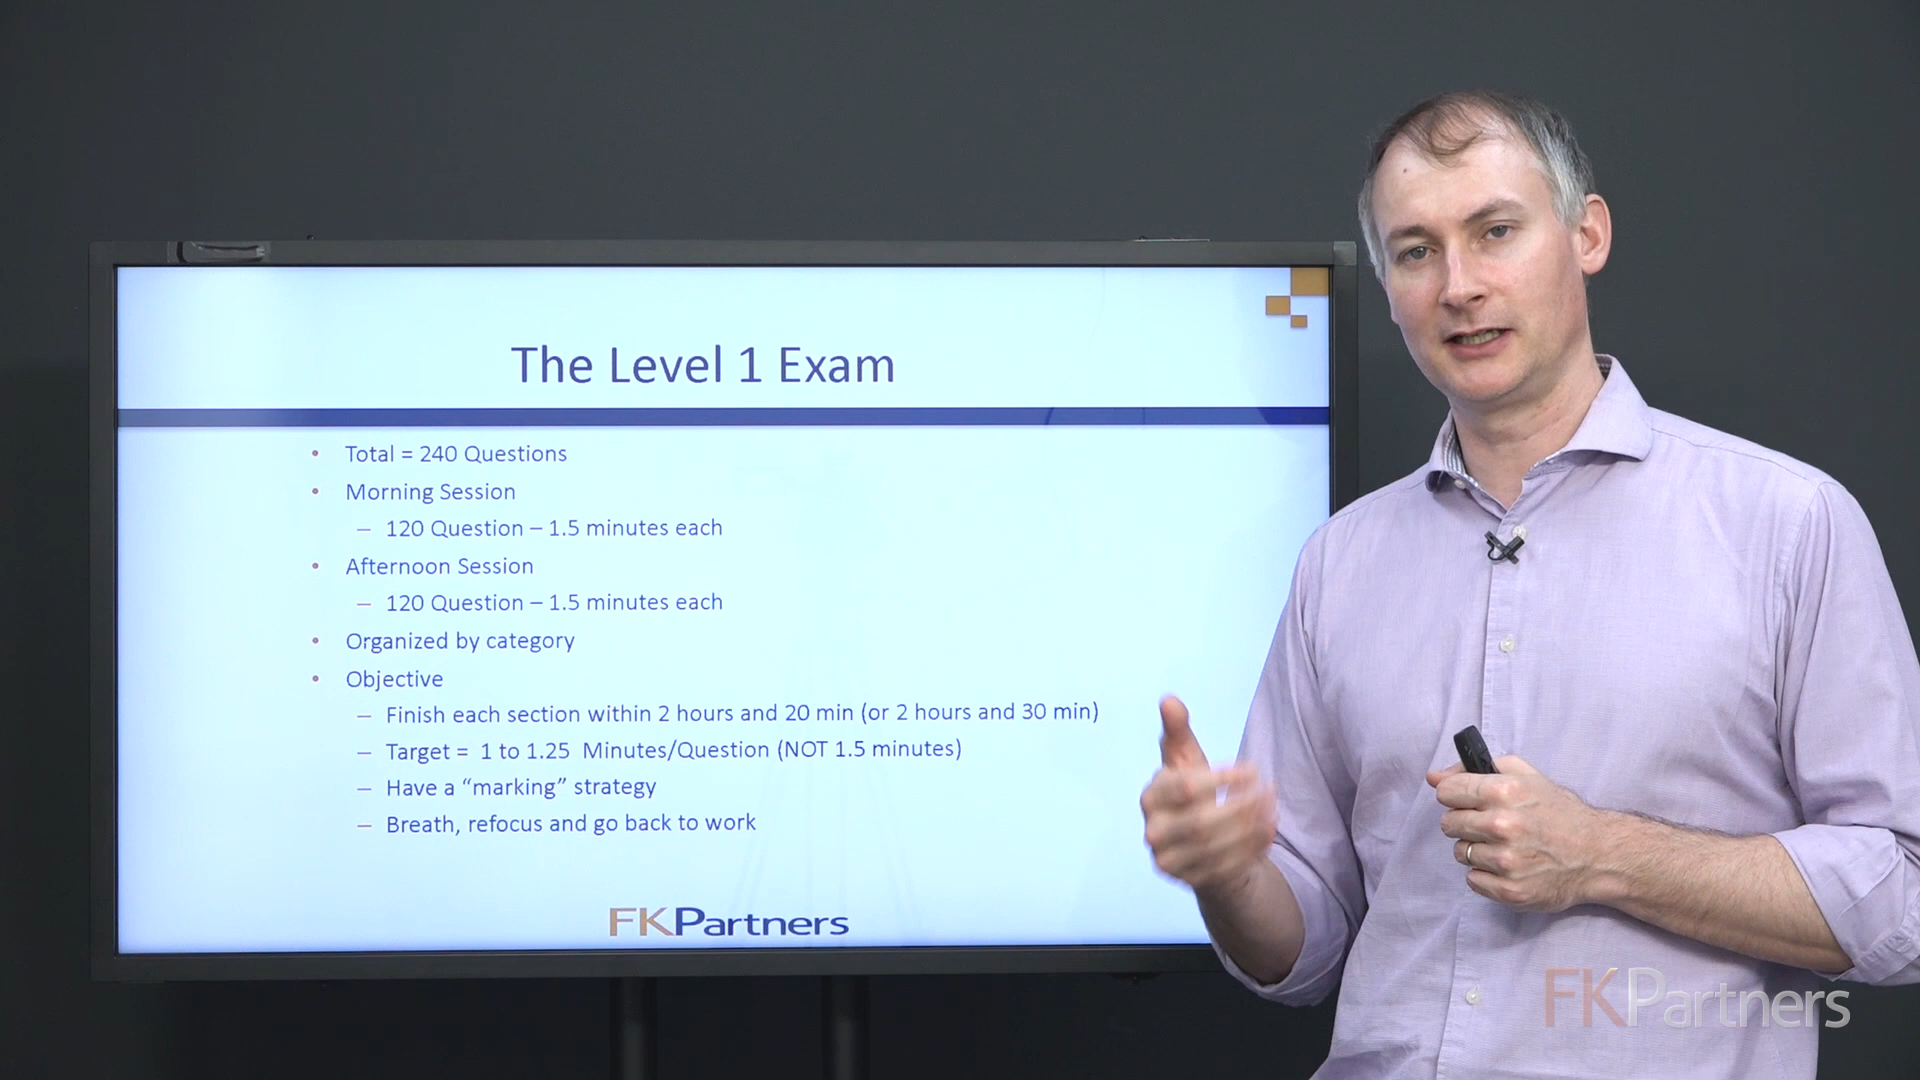 The Level 1 Exam
• Total = 240 Questions
• Morning Session
– 120 Question – 1.5 minutes each
• Afternoon Session
– 120 Question – 1.5 minutes each
• Organized by category
• Objective
– Finish each section within 2 hours and 20 min (or 2 hours and 30 min)
– Target = 1 to 1.25 Minutes/Question (NOT 1.5 minutes)
– Have a “marking” strategy
– Breath, refocus and go back to work
FKPartners
FKPartners